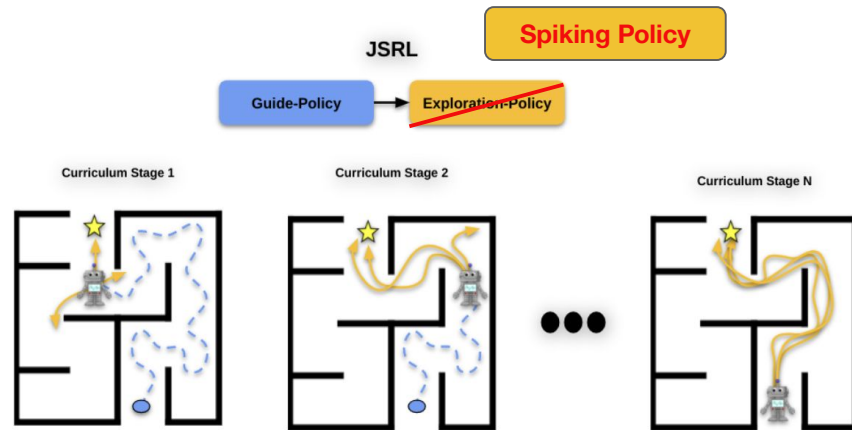 Spiking Policy
JSRL
Guide-Policy
Exploration-Policy
Curriculum Stage 1
Curriculum Stage 2
Curriculum Stage N